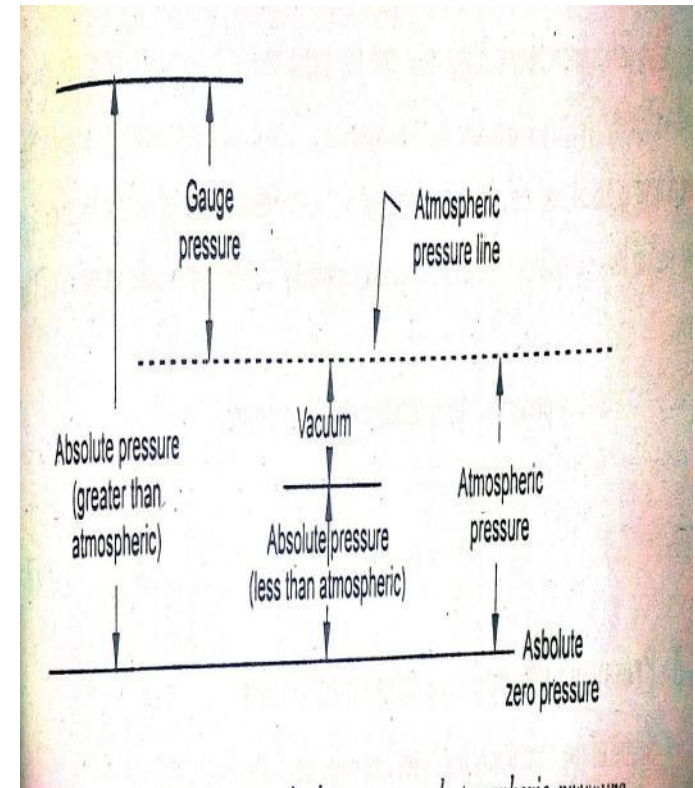 Gauge
pressure
Atmospheric
pressure line
Vacuum
Absolute pressure
(greater than
atmospheric)
Absolute pressure
(less than atmospheric)
Atmospheric
pressure
Asbolute
zero pressure
pressure